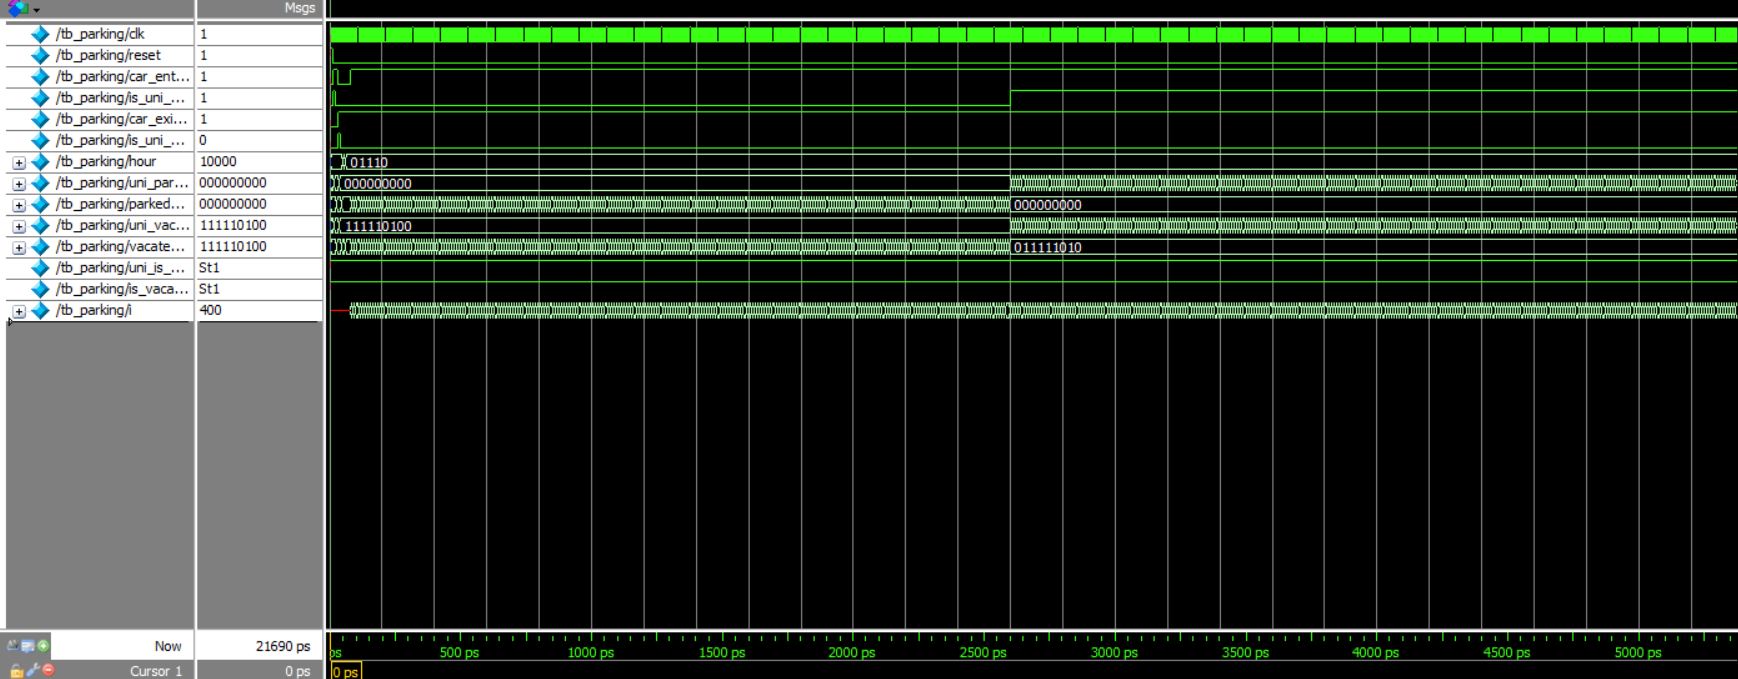 Msgs
/tb_parking/clk 1
/tb_parking/reset 1
/tb_parking/car_ent... 1
/tb_parking/is_uni_... 1
/tb_parking/car_exi... 1
/tb_parking/is_uni_... 0
/tb_parking/hour 10000 01110
/tb_parking/uni_par... 000000000 000000000
/tb_parking/parked... 000000000 000000000
/tb_parking/uni_vac... 111110100 111110100
/tb_parking/vacate... 111110100 011111010
/tb_parking/uni_is_... St1
/tb_parking/is_vaca... St1
/tb_parking/i 400
Now 21690 ps ps 500 ps 1000 ps 1500 ps 2000 ps 2500 ps 3000 ps 3500 ps 4000 ps 4500 ps 5000 ps
Cursor 1 0 ps 0 ps